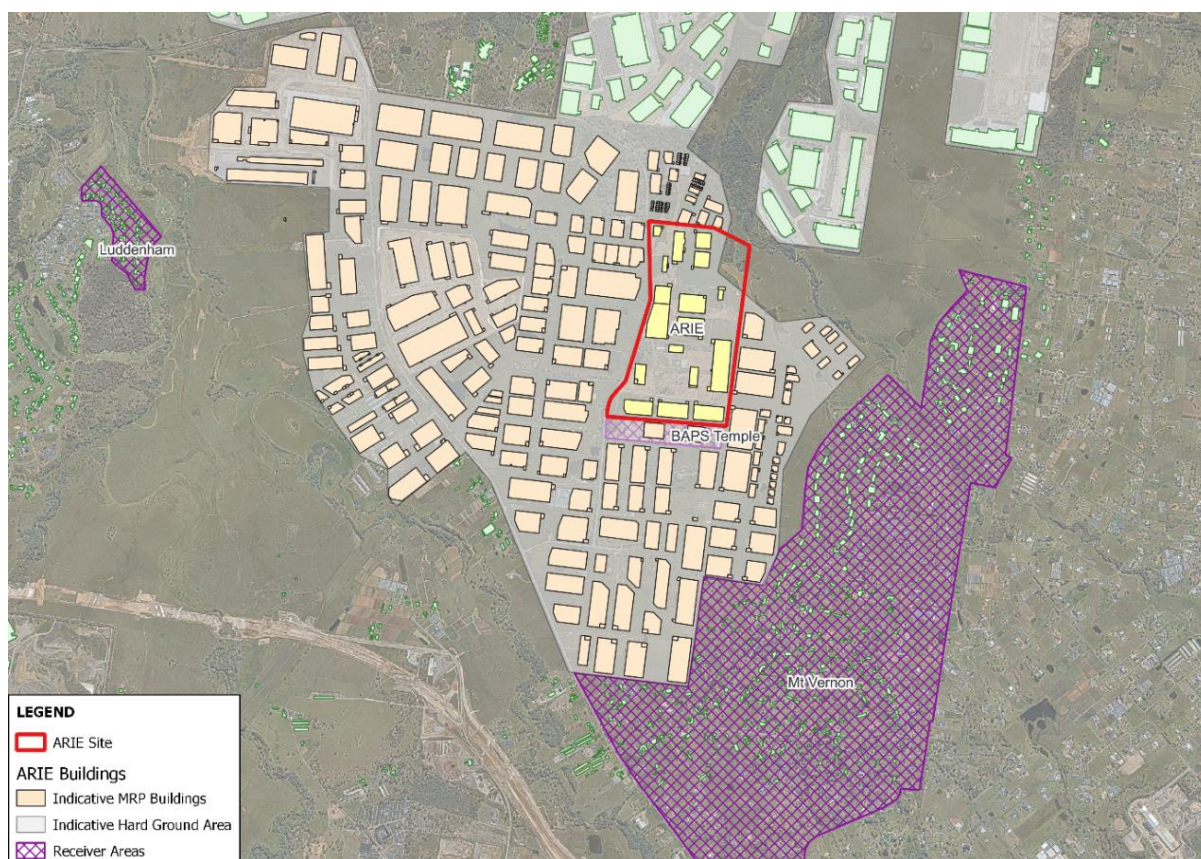 Luddenham
ARIE
BAPS Temple
Mt Vernon
LEGEND
ARIE Site
ARIE Buildings
Indicative MRP Buildings
Indicative Hard Ground Area
Receiver Areas